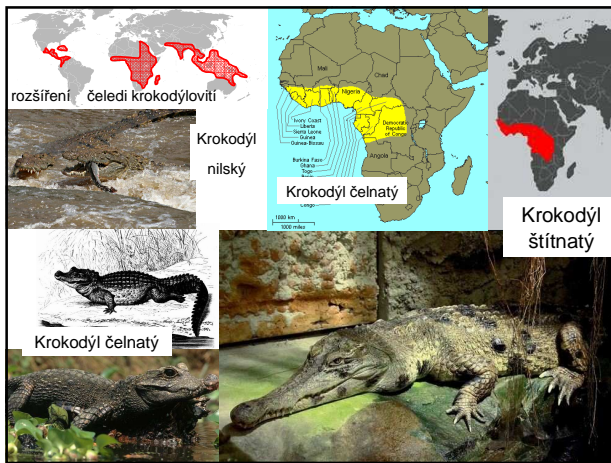 rozšíření čeledi krokodýlovití
Krokodýl
nilský
Mali
Chad
Nigeria
Ivory Coast
Liberia
Sierra Leone
Guinea
Guinea-Bissau
Democratic
Republic
of Congo
Burkina Faso
Ghana
Togo
Angola
Krokodýl čelnatý
Congo
1000 km
1000 miles
Krokodýl
štítnatý
Krokodýl čelnatý